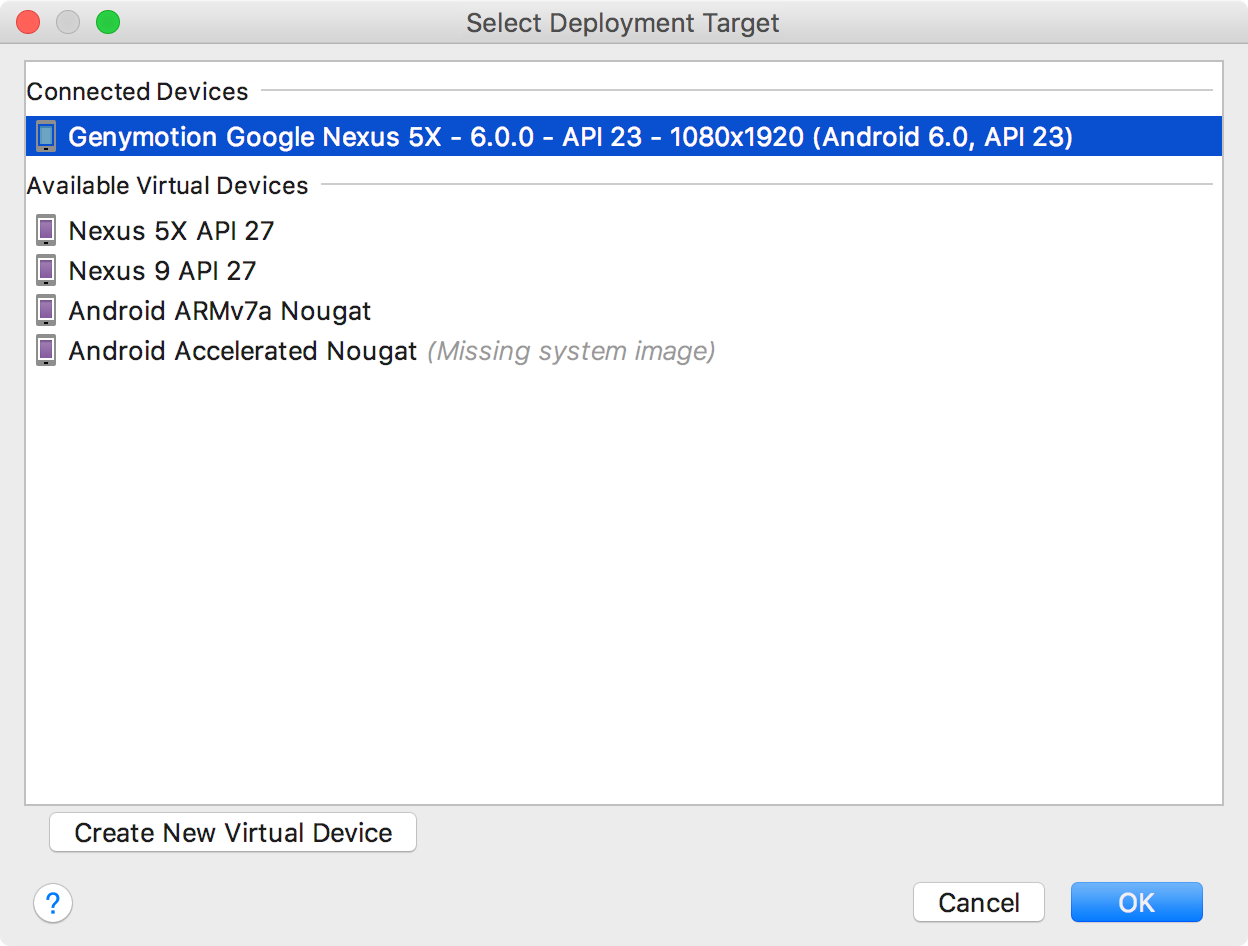 Select Deployment Target
Connected Devices
Genymotion Google Nexus 5X - 6.0.0 - API 23 - 1080x1920 (Android 6.0, API 23)
Available Virtual Devices
Nexus 5X API 27
Nexus 9 API 27
Android ARMv7a Nougat
Android Accelerated Nougat (Missing system image)
Create New Virtual Device
?
Cancel
OK